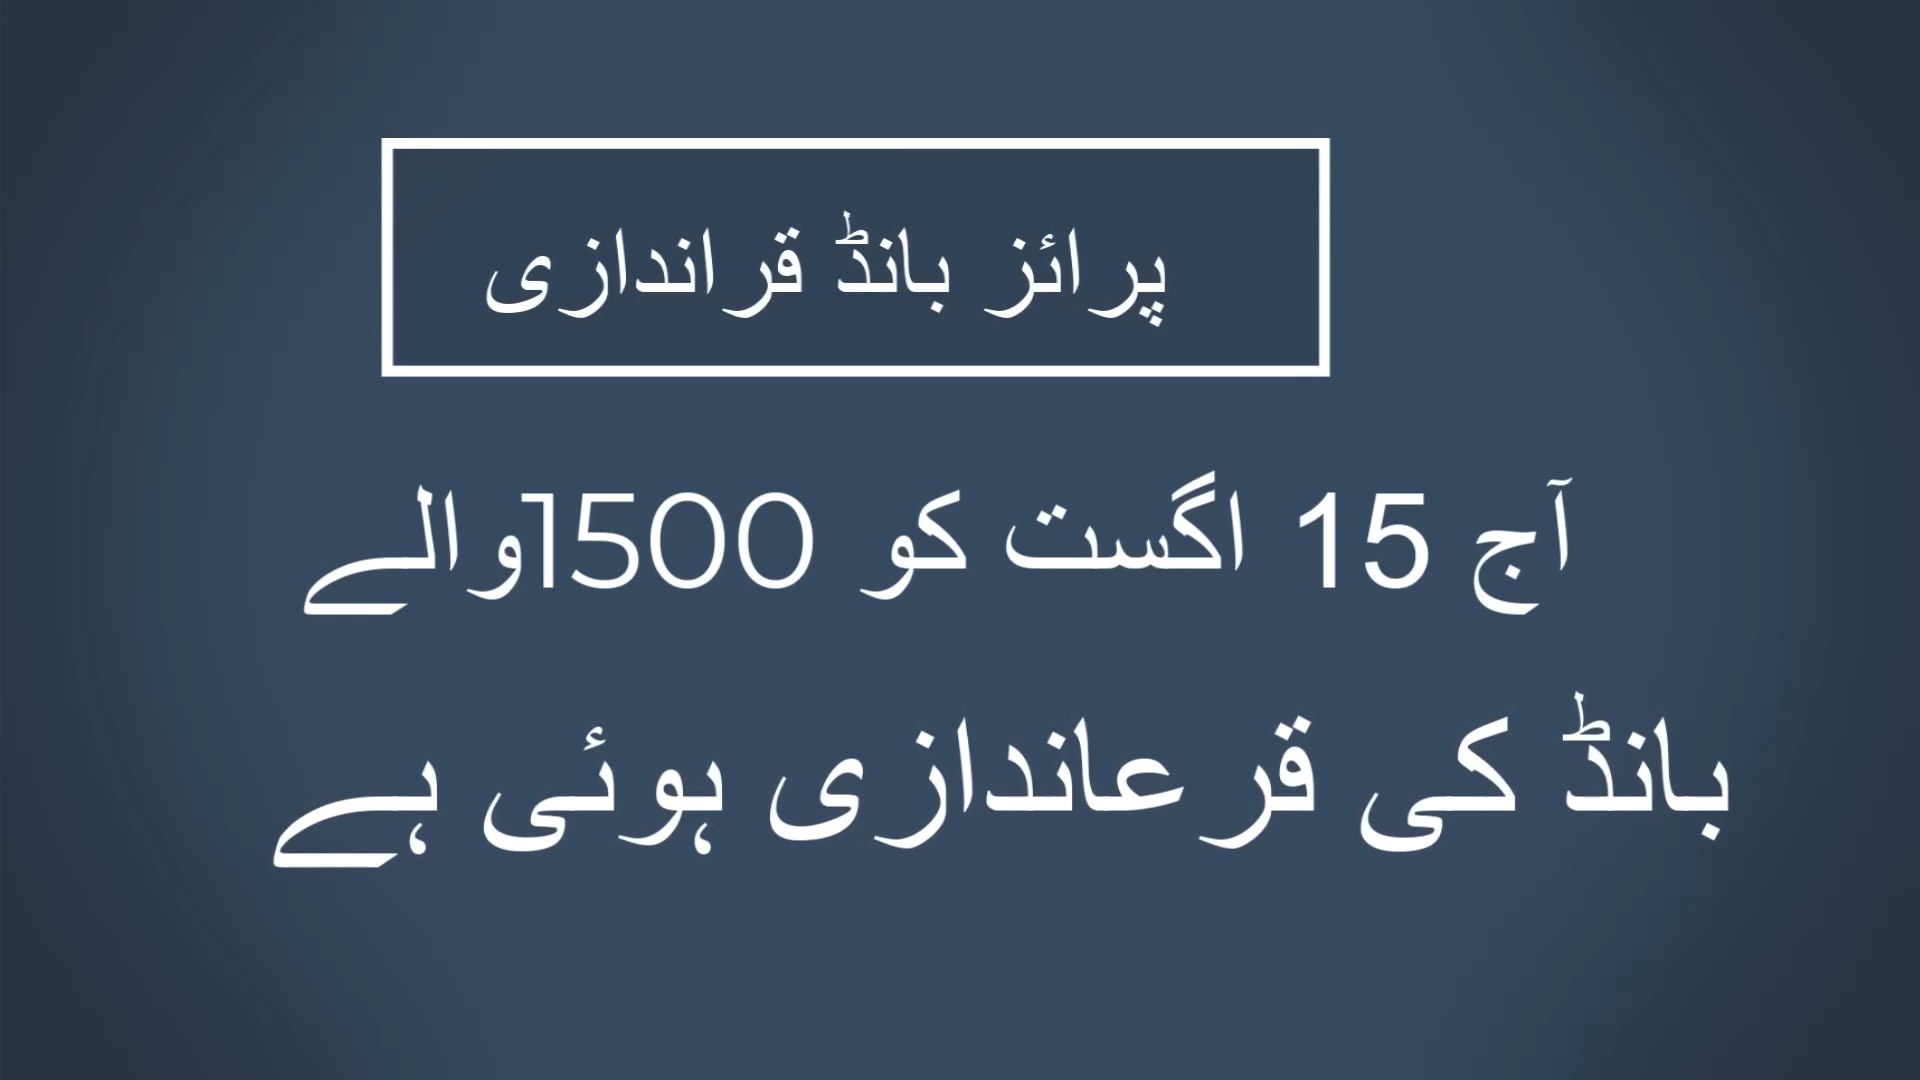 پرائز بانڈ قراندازی
آج 15 اگست کو 1500والے
بانڈ کی قرعاندازی ہوئی ہے